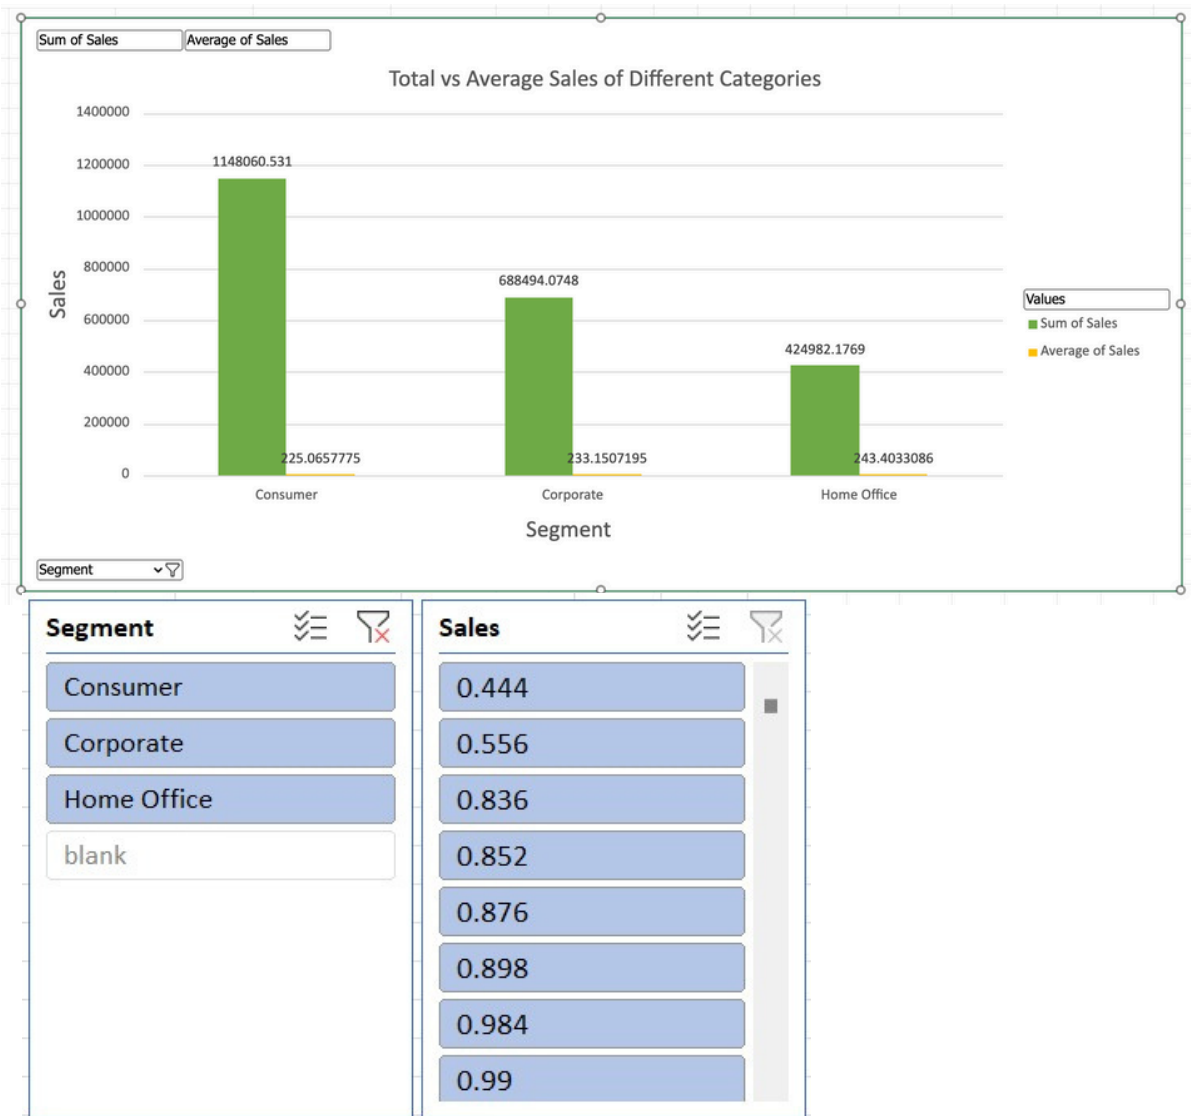 Sum of Sales Average of Sales
Total vs Average Sales of Different Categories
1400000
1200000
1000000
800000
600000
400000
200000
0
Sales
1148060.531
688494.0748
424982.1769
225.0657775
233.1507195
243.4033086
Consumer Corporate Home Office
Segment
Values
Sum of Sales
Average of Sales
Segment
Segment
Consumer
Corporate
Home Office
blank
Sales
0.444
0.556
0.836
0.852
0.876
0.898
0.984
0.99